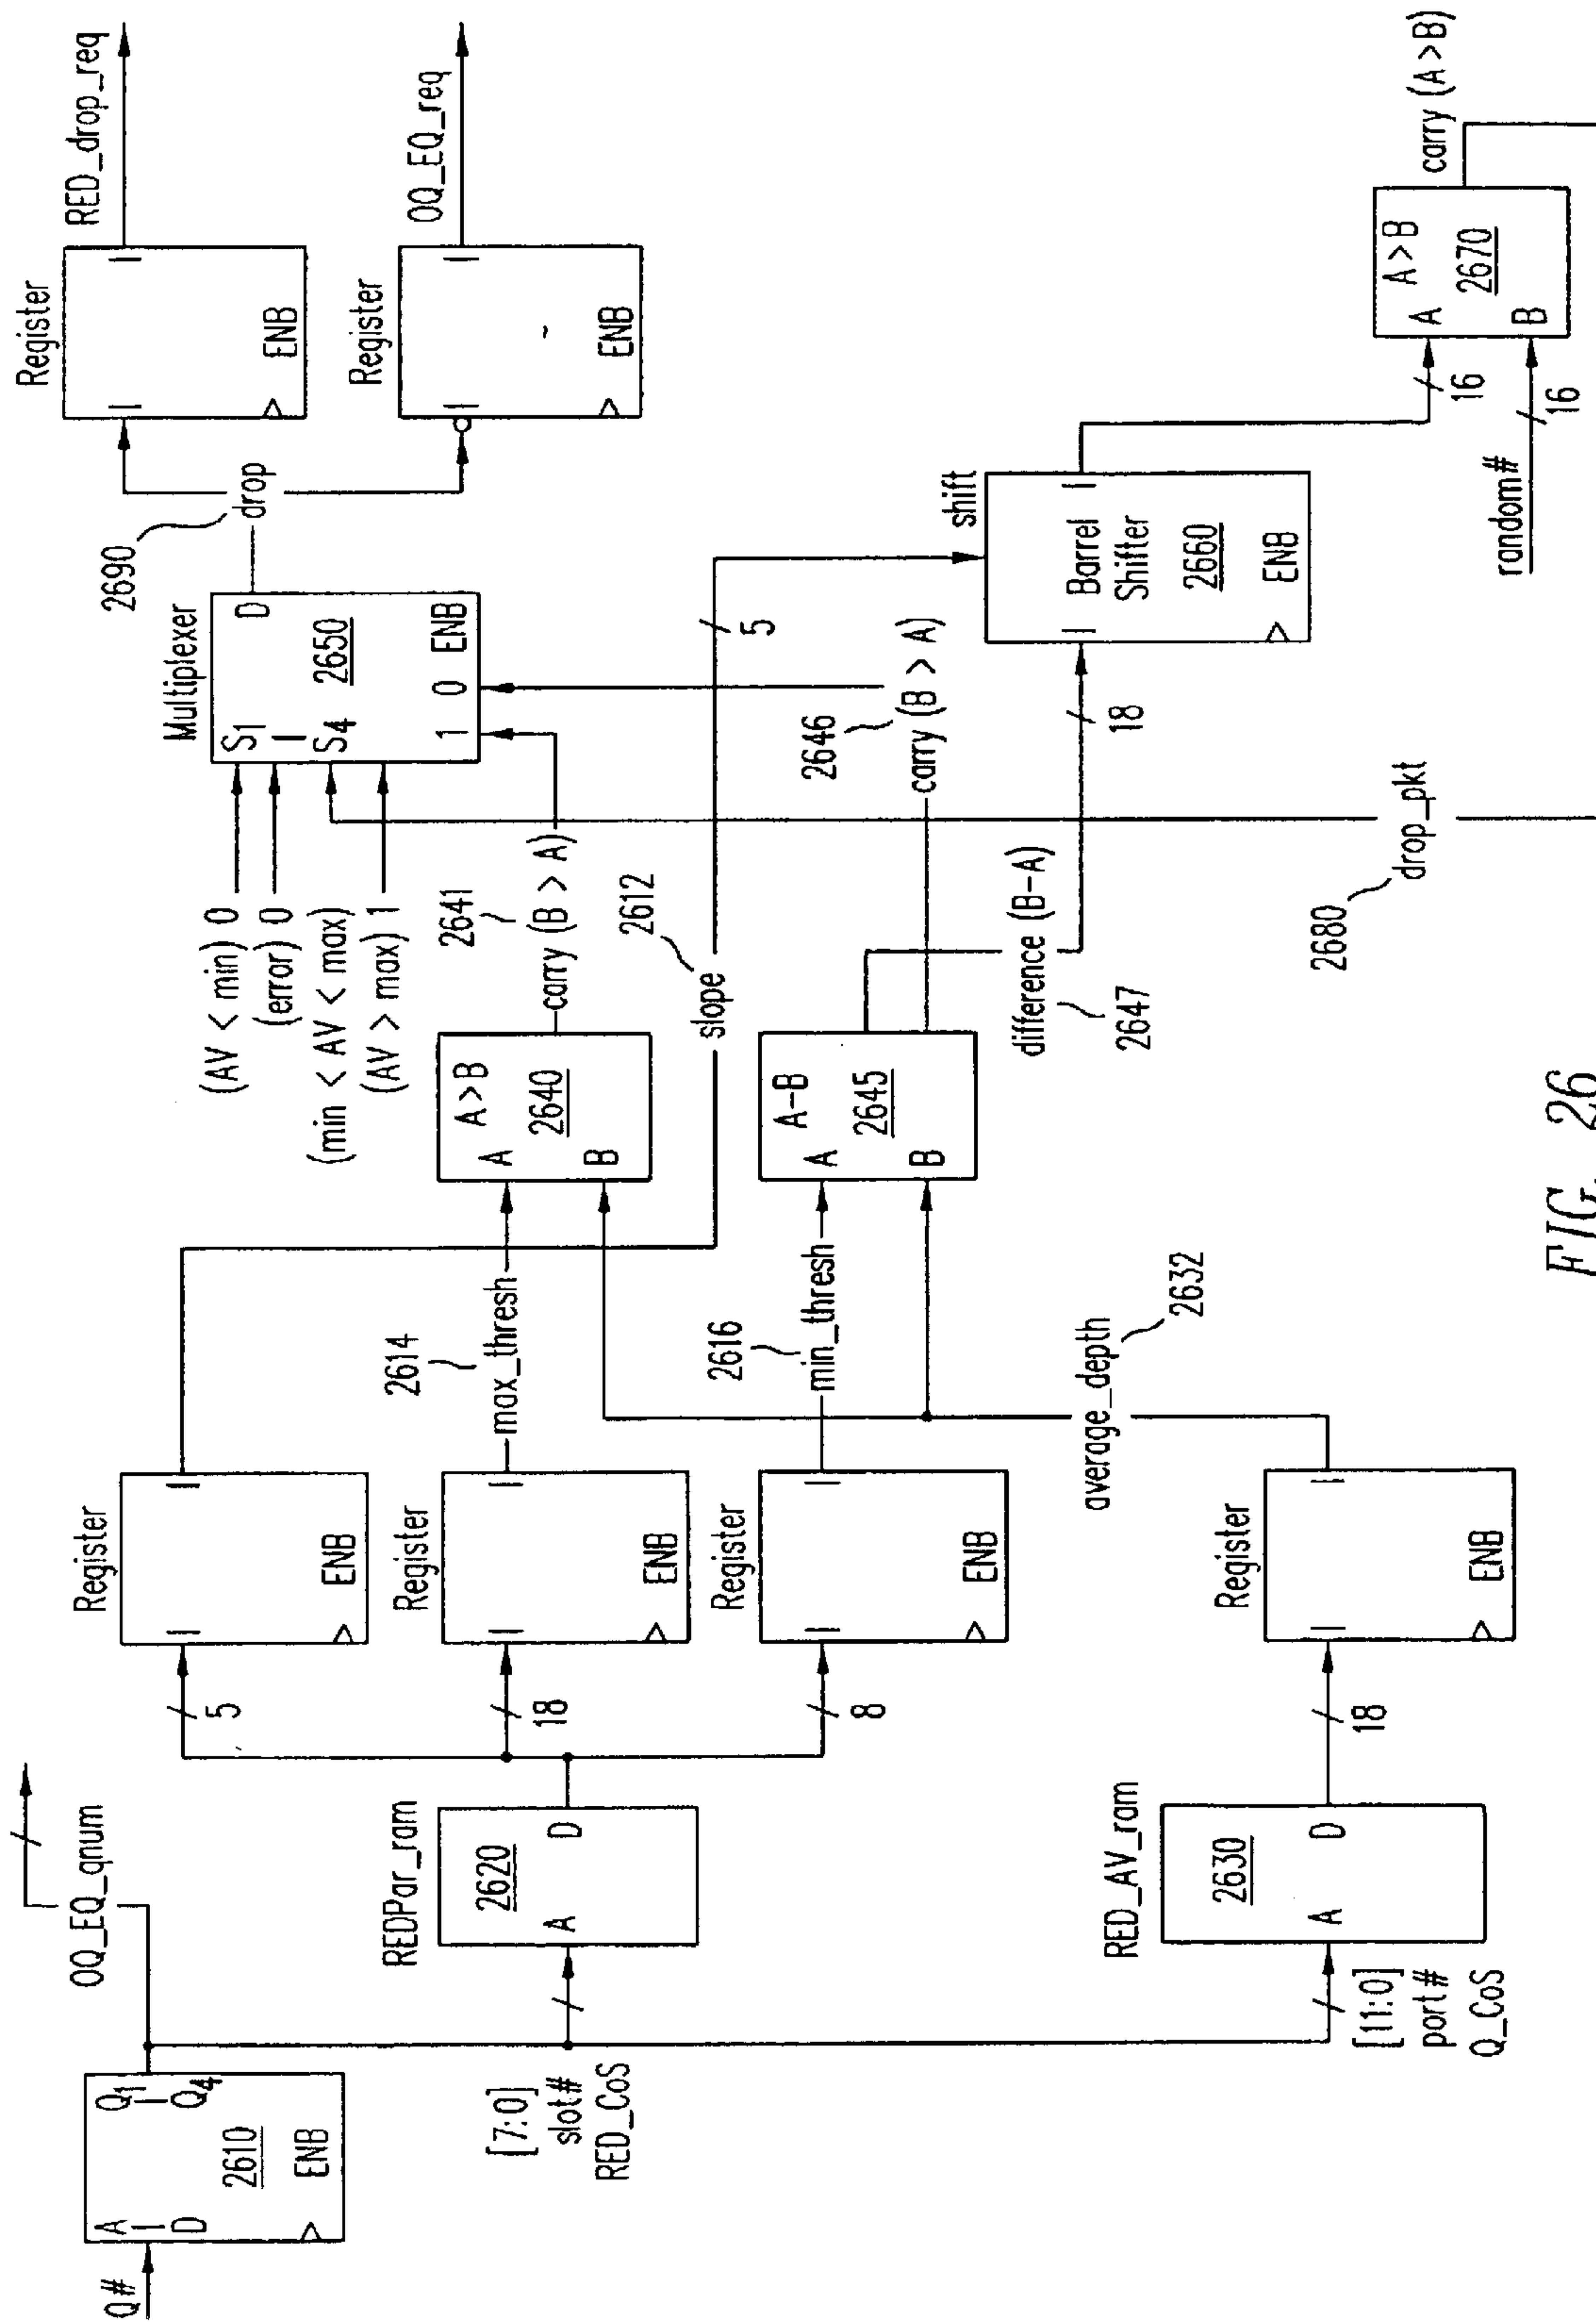 Q#
A
D
Q1
Q4
2610
ENB
OQ_EQ_qnum
[7:0]
slot#
RED_CoS
[11:0]
port#
Q_CoS
REDPar_ram
A
D
2620
RED_AV_ram
A
D
2630
5
18
8
18
Register
ENB
Register
ENB
Register
ENB
Register
ENB
2614
max_thresh
2616
min_thresh
average_depth
2632
A
A>B
B
2640
A
A-B
B
2645
2612
slope
2641
carry (B > A)
difference (B-A)
2647
2646
carry (B > A)
2680
drop_pkt
(AV < min) 0
(error) 0
(min < AV < max)
(AV > max) 1
Multiplexer
S1
S4
D
2650
1
0
ENB
5
18
2690
drop
shift
Barrel
Shifter
2660
ENB
Register
ENB
Register
ENB
RED_drop_req
OQ_EQ_req
16
random#
16
A
A>B
B
2670
carry (A >B)
FIG. 26